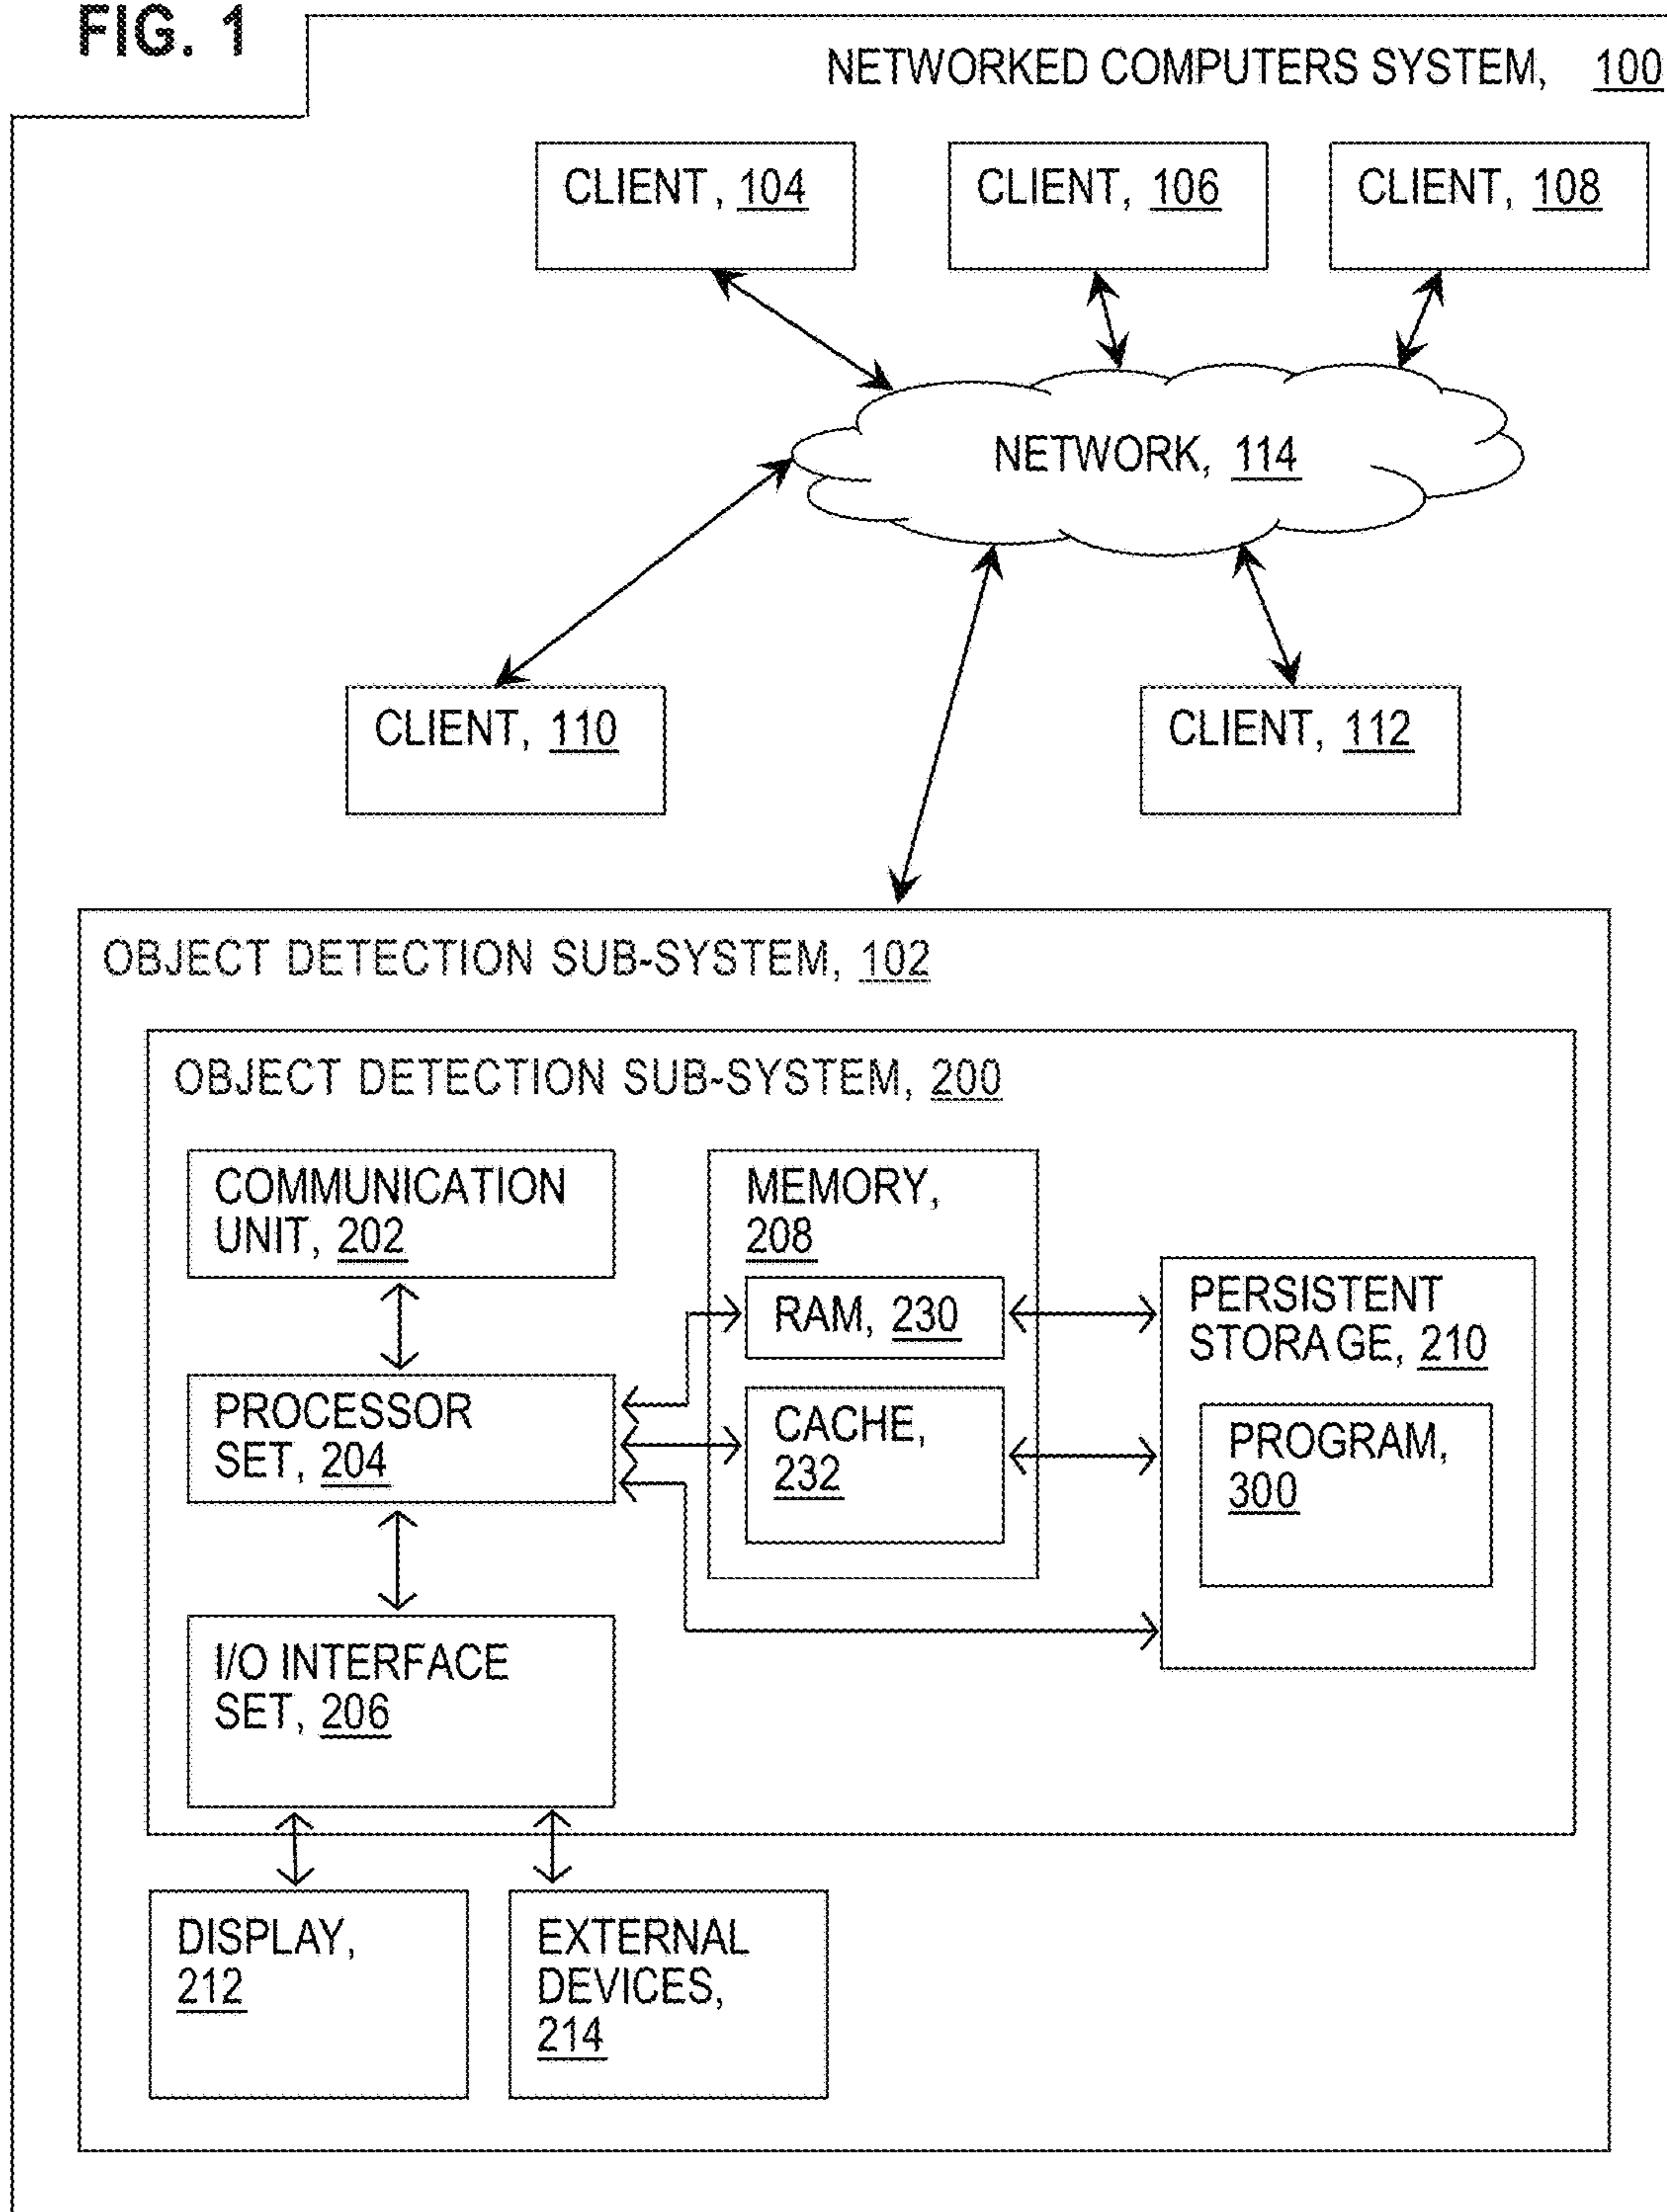 FIG. 1
NETWORKED COMPUTERS SYSTEM, 100
CLIENT, 104
CLIENT, 106
CLIENT, 108
NETWORK, 114
CLIENT, 110
CLIENT, 112
OBJECT DETECTION SUB-SYSTEM, 102
OBJECT DETECTION SUB-SYSTEM, 200
COMMUNICATION
UNIT, 202
MEMORY,
208
RAM, 230
PERSISTENT
STORAGE, 210
PROCESSOR
SET, 204
CACHE,
232
PROGRAM,
300
I/O INTERFACE
SET, 206
DISPLAY,
212
EXTERNAL
DEVICES,
214